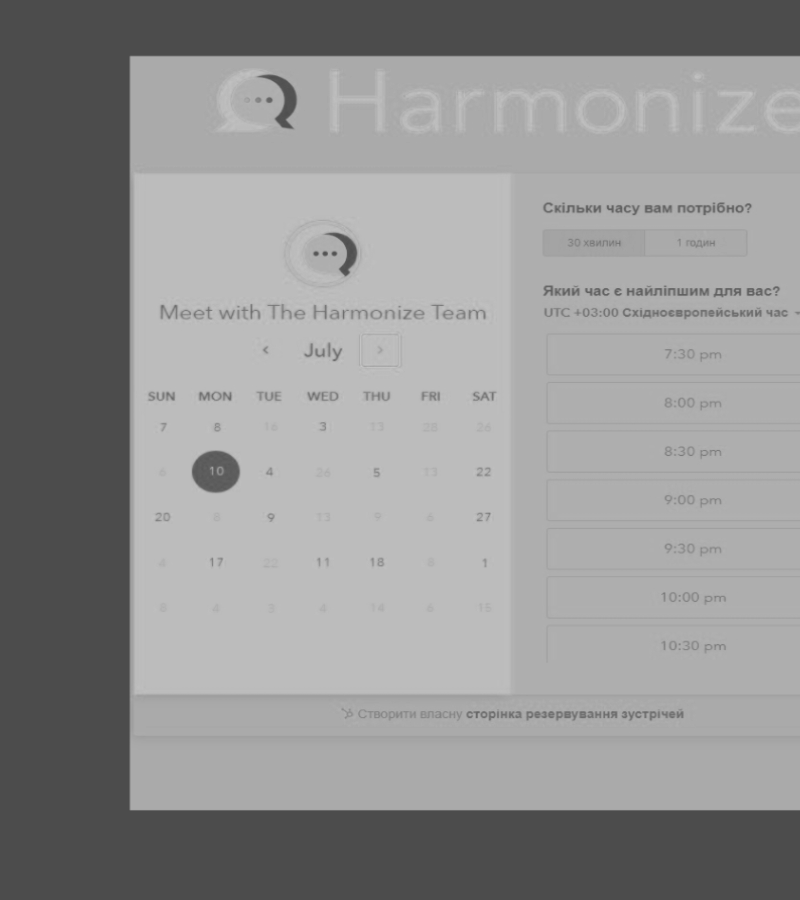 Harmonize
Meet with The Harmonize Team
‹ July ›
SUN MON TUE WED THU FRI SAT
7 8 16 3 13 28 26
6 10 4 26 5 13 22
20 8 9 13 9 6 27
4 17 22 11 18 8 1
8 4 3 4 14 6 15
Скільки часу вам потрібно?
30 хвилин 1 годин
Який час є найліпшим для вас?
UTC +03:00 Східноєвропейський час
7:30 pm
8:00 pm
8:30 pm
9:00 pm
9:30 pm
10:00 pm
10:30 pm
Створити власну сторінка резервування зустрічей